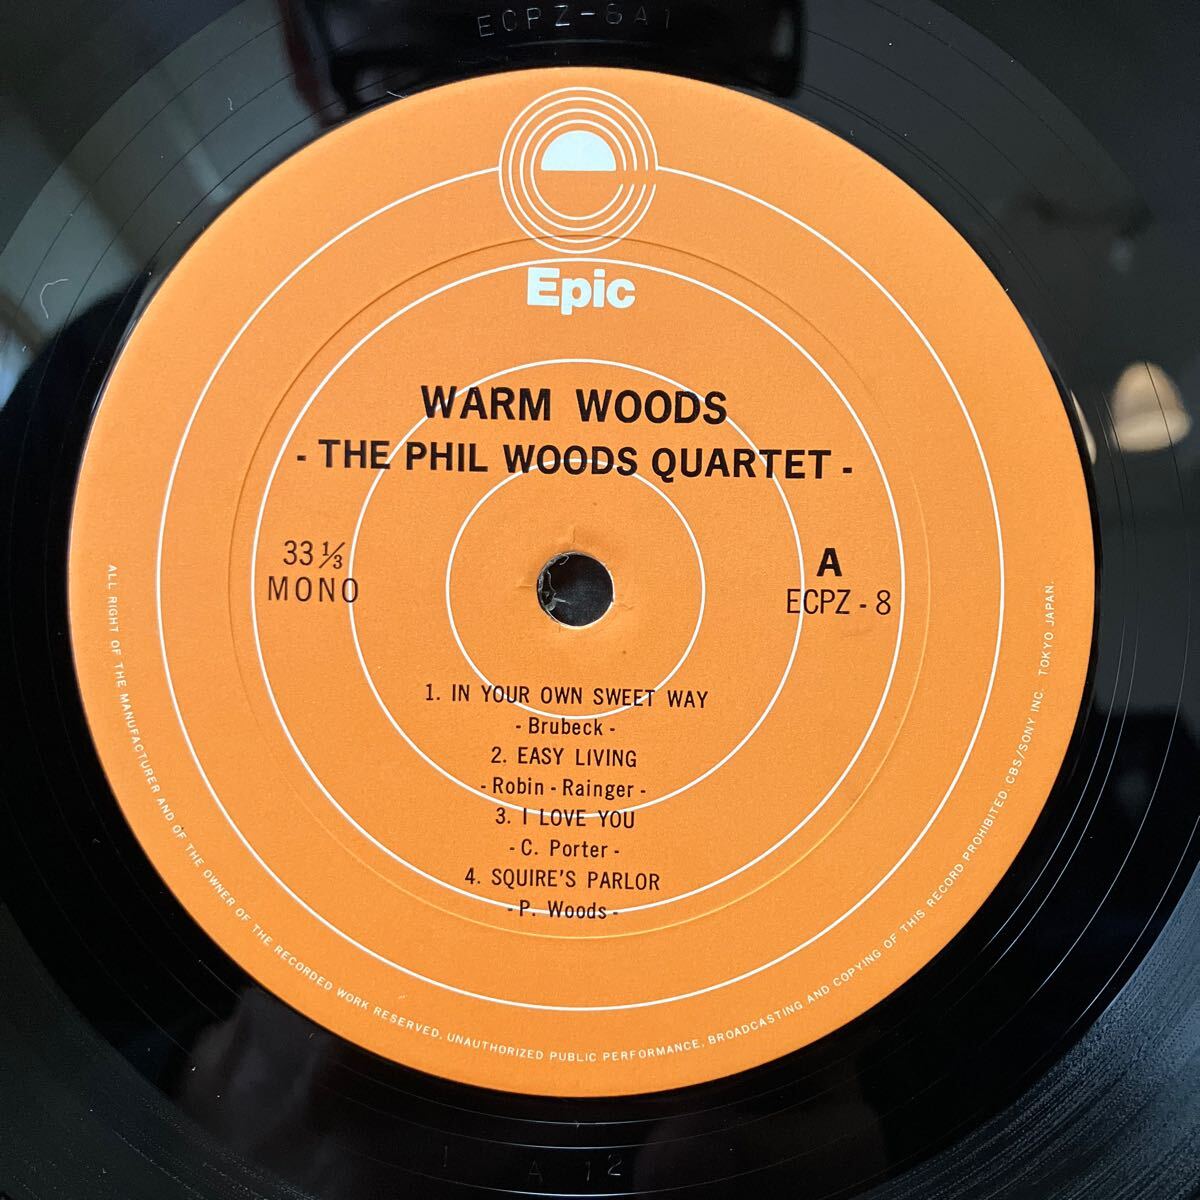 ECPZ-8A1
Epic
WARM WOODS
- THE PHIL WOODS QUARTET -
33 1/3
MONO
A
ECPZ - 8
1. IN YOUR OWN SWEET WAY
- Brubeck -
2. EASY LIVING
- Robin - Rainger -
3. I LOVE YOU
- C. Porter -
4. SQUIRE'S PARLOR
- P. Woods -
ALL RIGHT OF THE MANUFACTURER AND OF THE OWNER OF THE RECORDED WORK RESERVED. UNAUTHORIZED PUBLIC PERFORMANCE, BROADCASTING AND COPYING OF THIS RECORD PROHIBITED. CBS/SONY INC. TOKYO JAPAN.
1 A 12